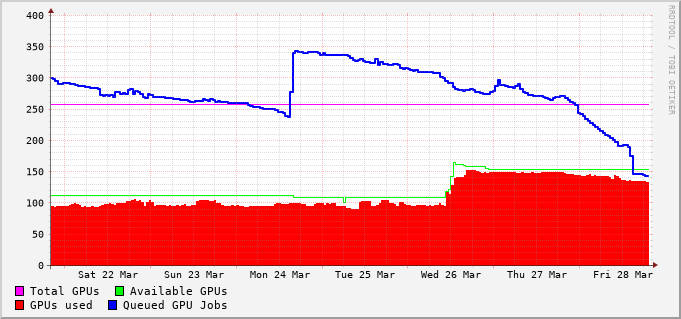 400
350
300
250
200
150
100
50
0
Sat 22 Mar Sun 23 Mar Mon 24 Mar Tue 25 Mar Wed 26 Mar Thu 27 Mar Fri 28 Mar
Total GPUs Available GPUs
GPUs used Queued GPU Jobs
RRDTOOL / TOBI OETIKER